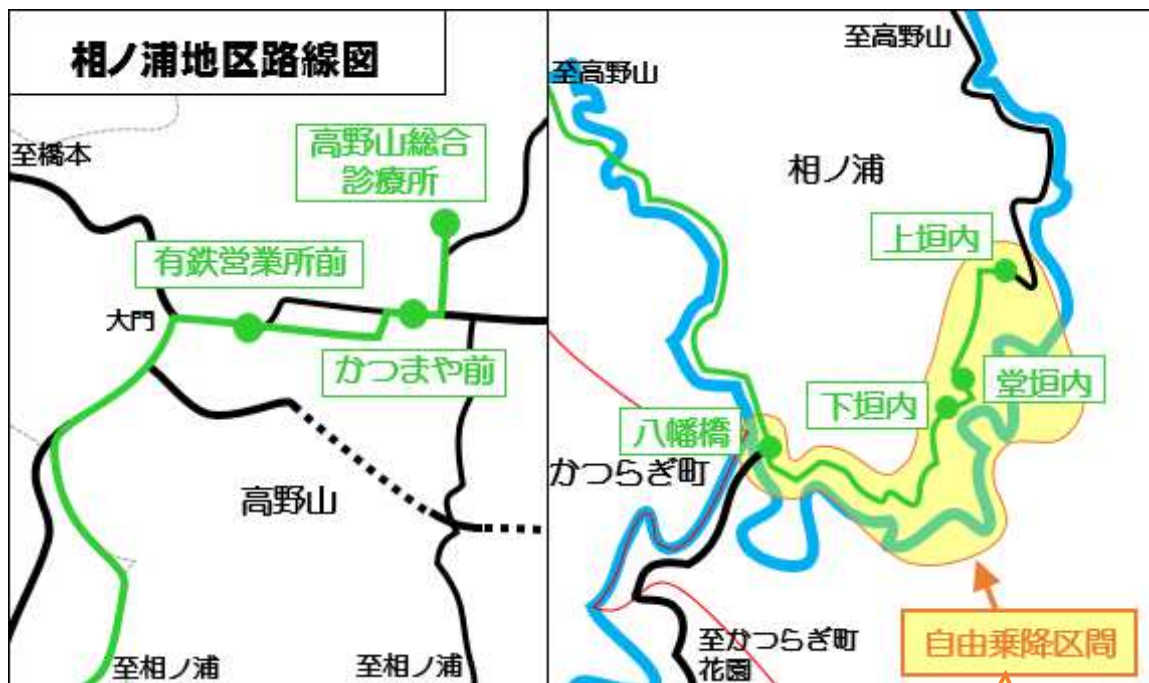 相ノ浦地区路線図
至橋本
高野山総合
診療所
有鉄営業所前
大門
かつまや前
高野山
至相ノ浦
至相ノ浦
至高野山
至高野山
相ノ浦
上垣内
堂垣内
下垣内
八幡橋
かつらぎ町
自由乗降区間
至かつらぎ町
花園